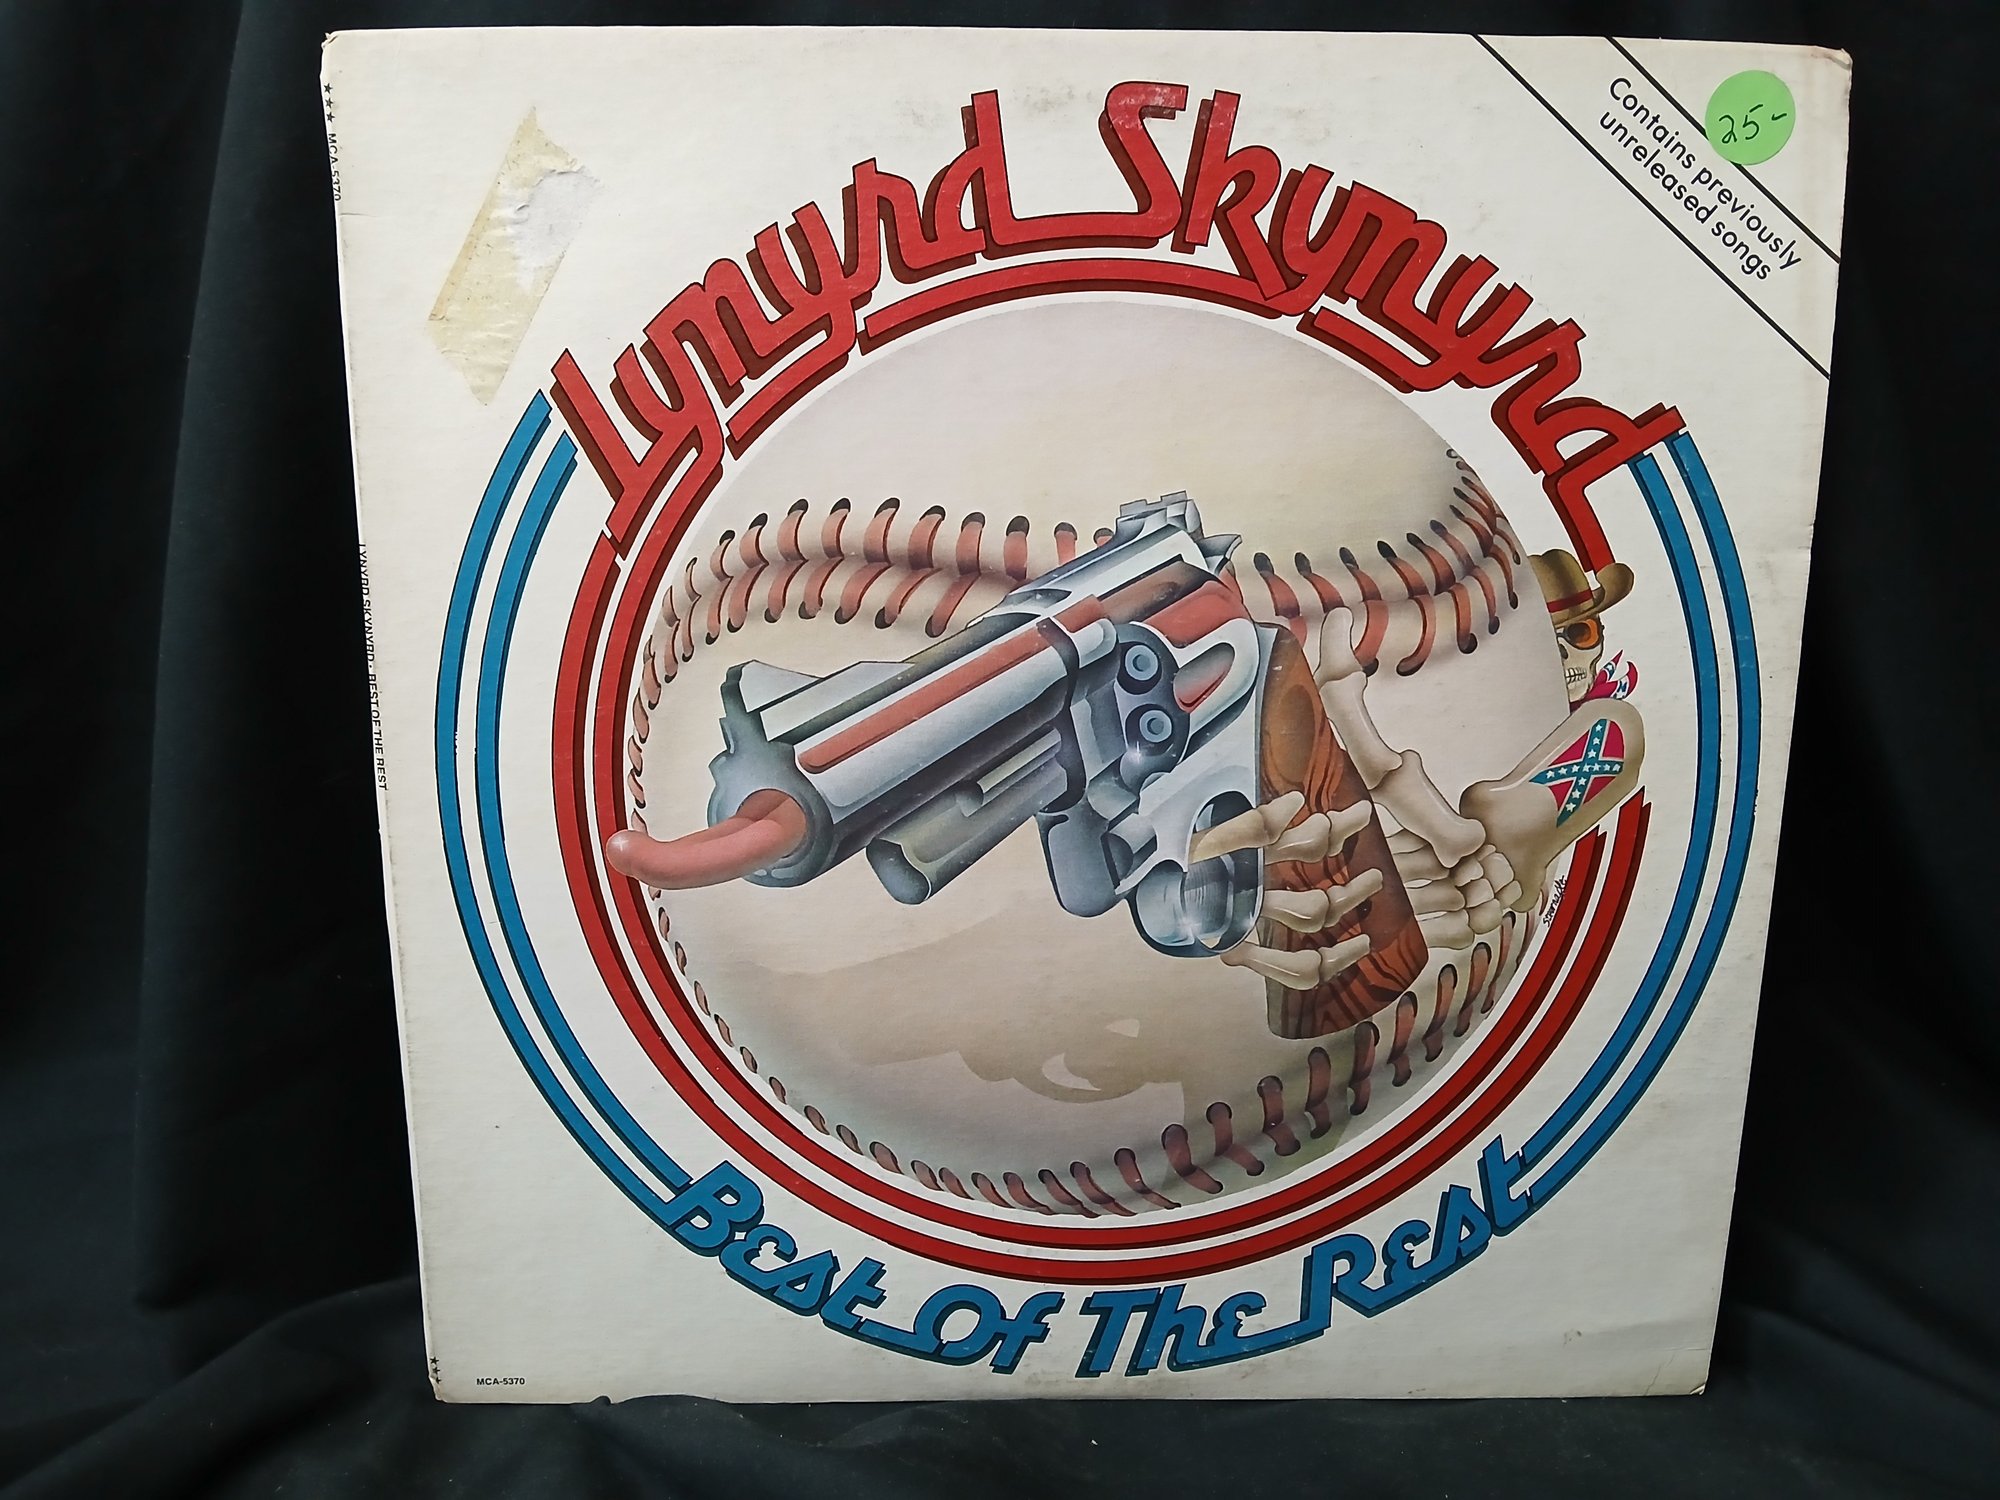 Lynyrd Skynyrd
Contains previously
unreleased songs
25-
★★★ MCA-5370
LYNYRD SKYNYRD · BEST OF THE REST
Best Of The Rest
MCA-5370